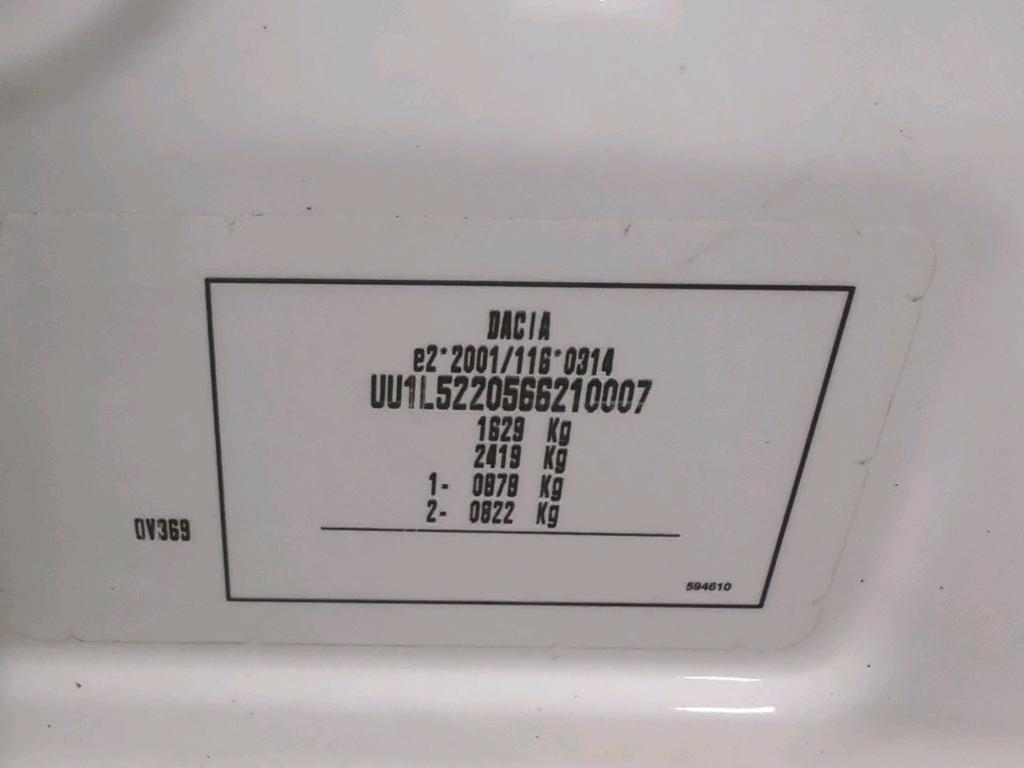 DACIA
e2*2001/116*0314
UU1L5220566210007
1629 Kg
2419 Kg
1- 0878 Kg
2- 0822 Kg
OV369
594610